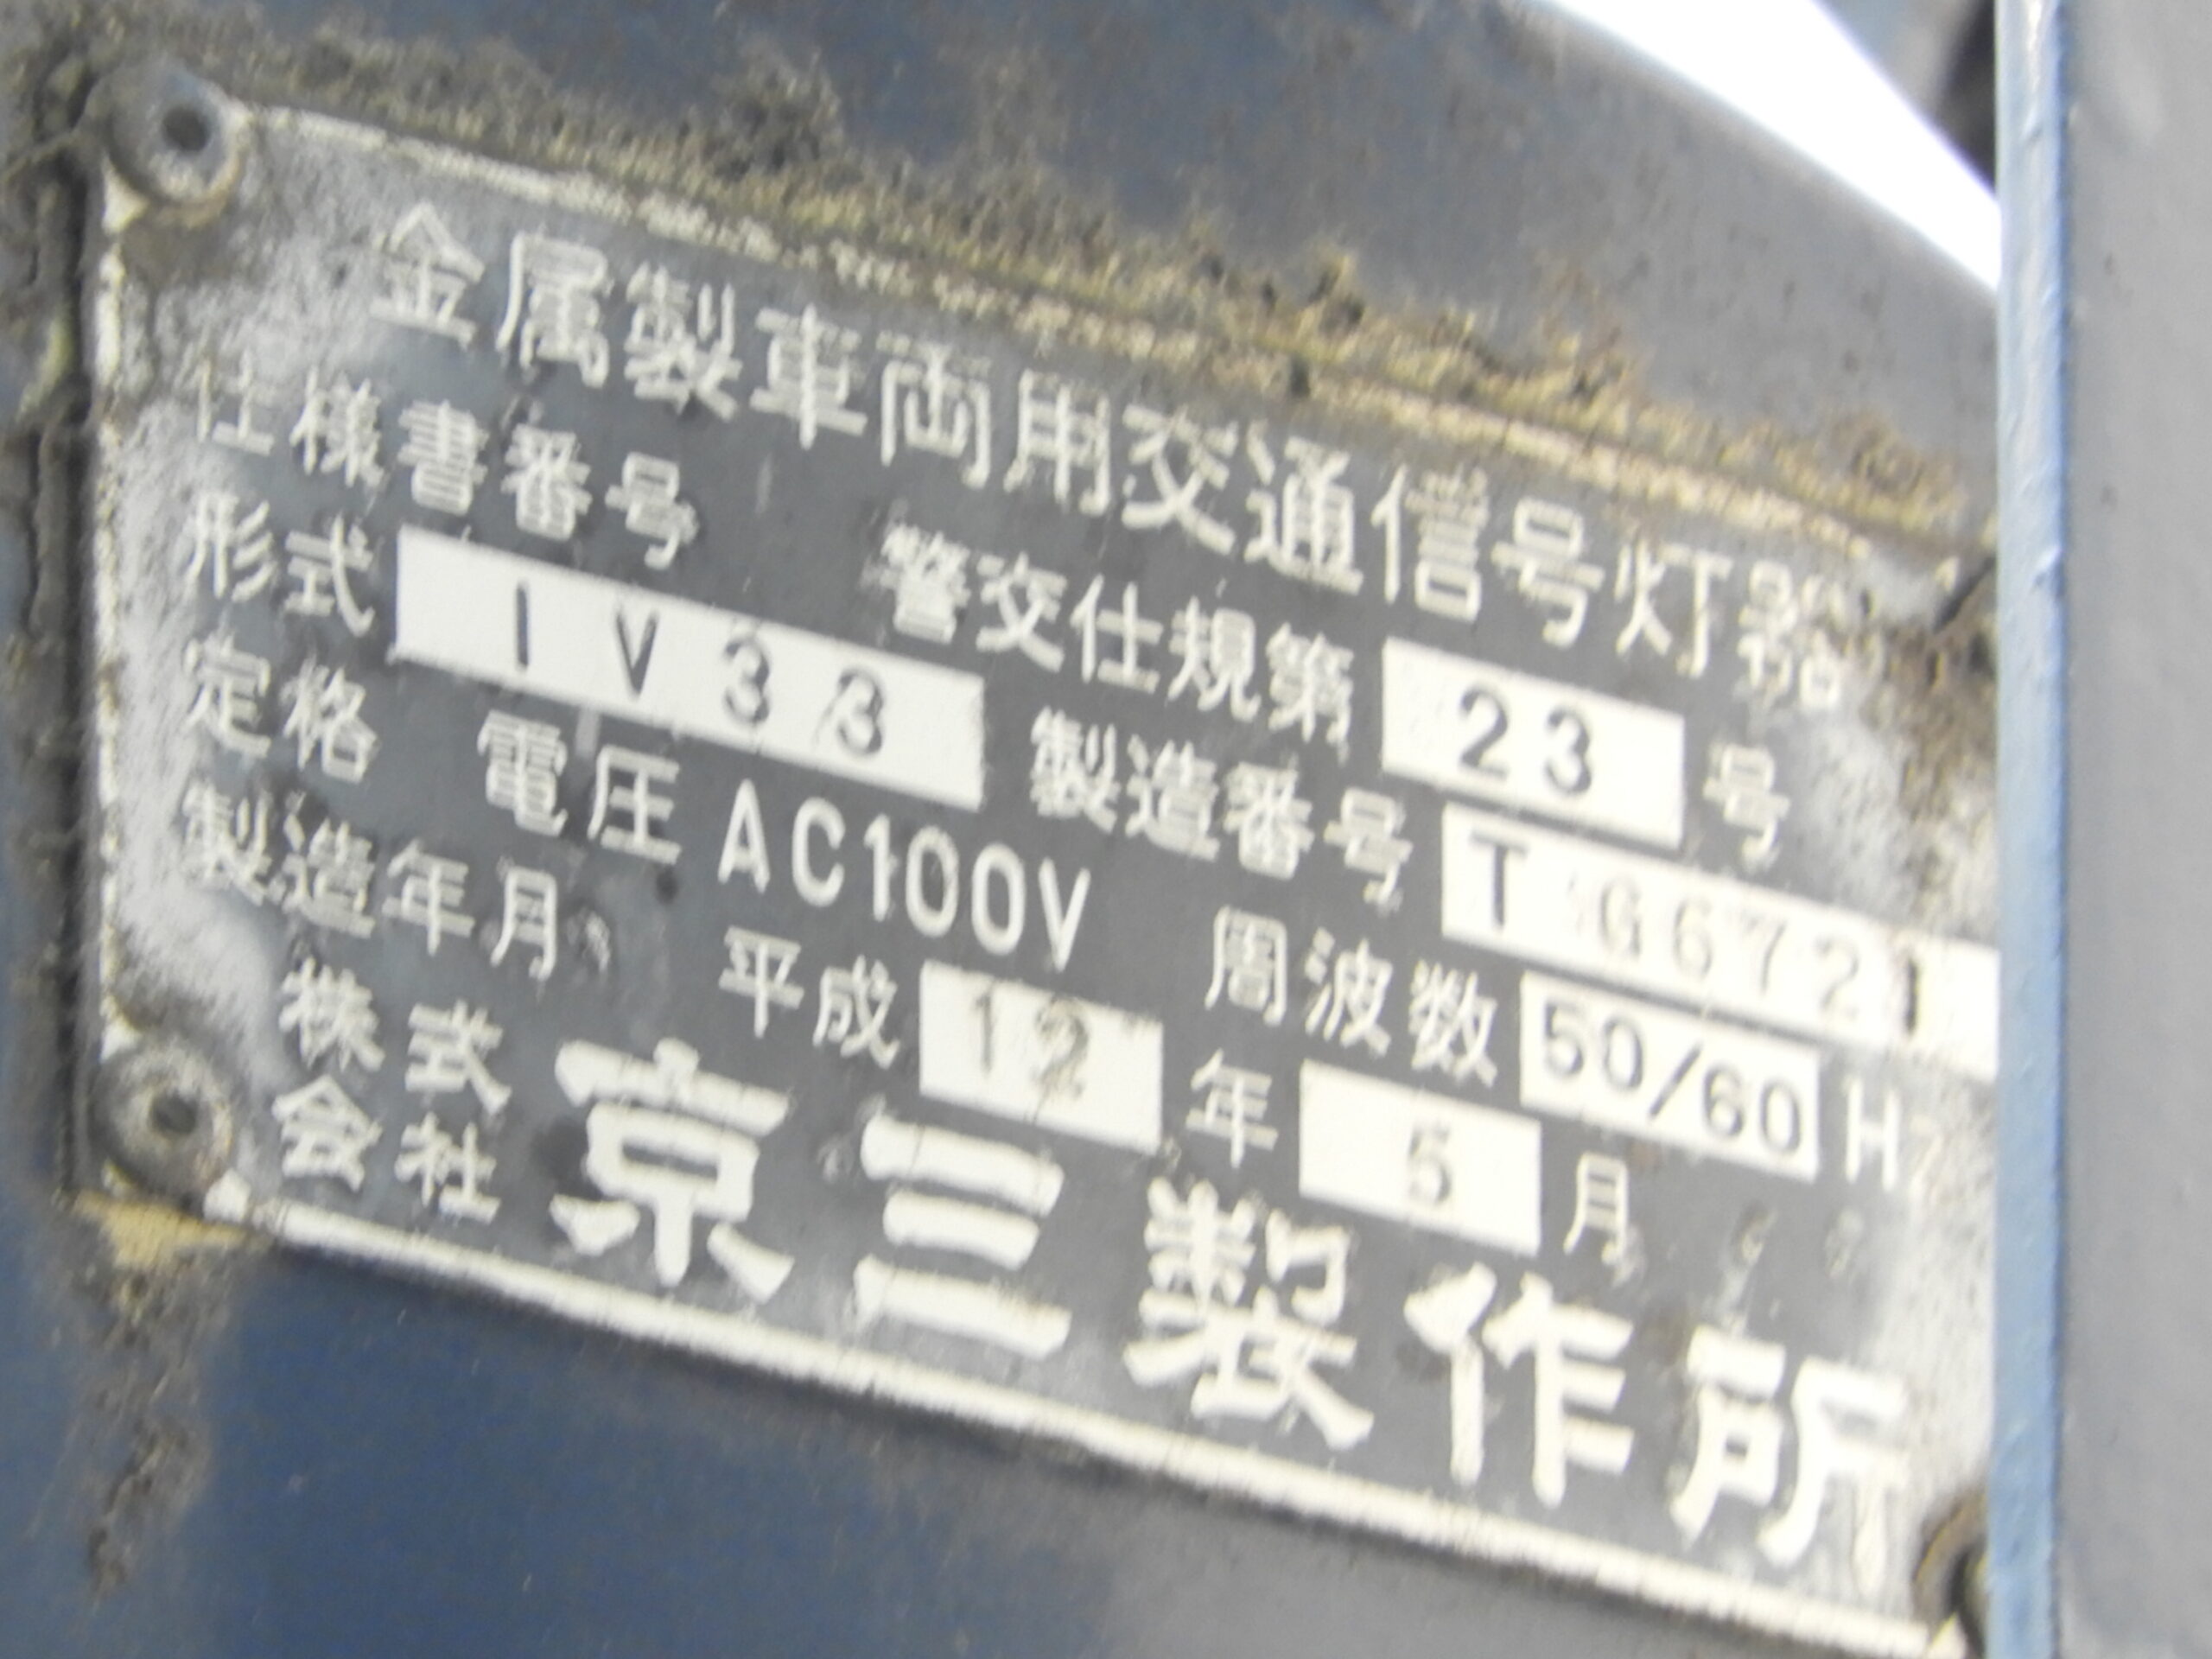 金属製車両用交通信号灯器
仕様書番号 警交仕規第 23 号
形式 1V33 製造番号 T G6721
定格 電圧 AC100V 周波数 50/60 Hz
製造年月 平成 12 年 5 月
株式会社 京三製作所